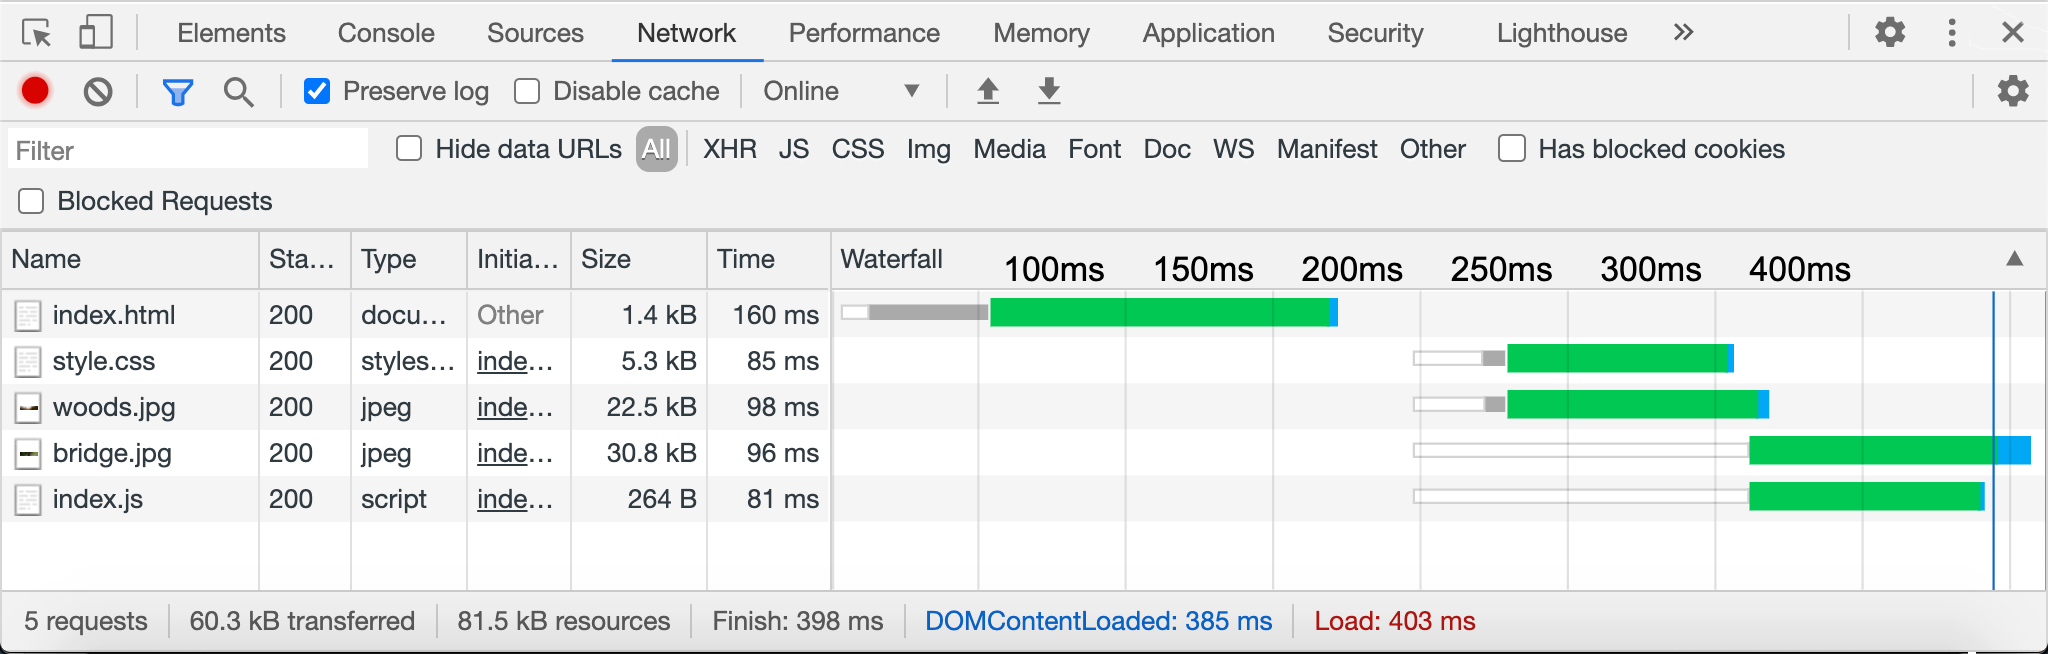 Elements Console Sources Network Performance Memory Application Security Lighthouse
Preserve log Disable cache Online
Filter Hide data URLs All XHR JS CSS Img Media Font Doc WS Manifest Other Has blocked cookies
Blocked Requests
Name Sta... Type Initia... Size Time Waterfall 100ms 150ms 200ms 250ms 300ms 400ms
index.html 200 docu... Other 1.4 kB 160 ms
style.css 200 styles... inde... 5.3 kB 85 ms
woods.jpg 200 jpeg inde... 22.5 kB 98 ms
bridge.jpg 200 jpeg inde... 30.8 kB 96 ms
index.js 200 script inde... 264 B 81 ms
5 requests 60.3 kB transferred 81.5 kB resources Finish: 398 ms DOMContentLoaded: 385 ms Load: 403 ms